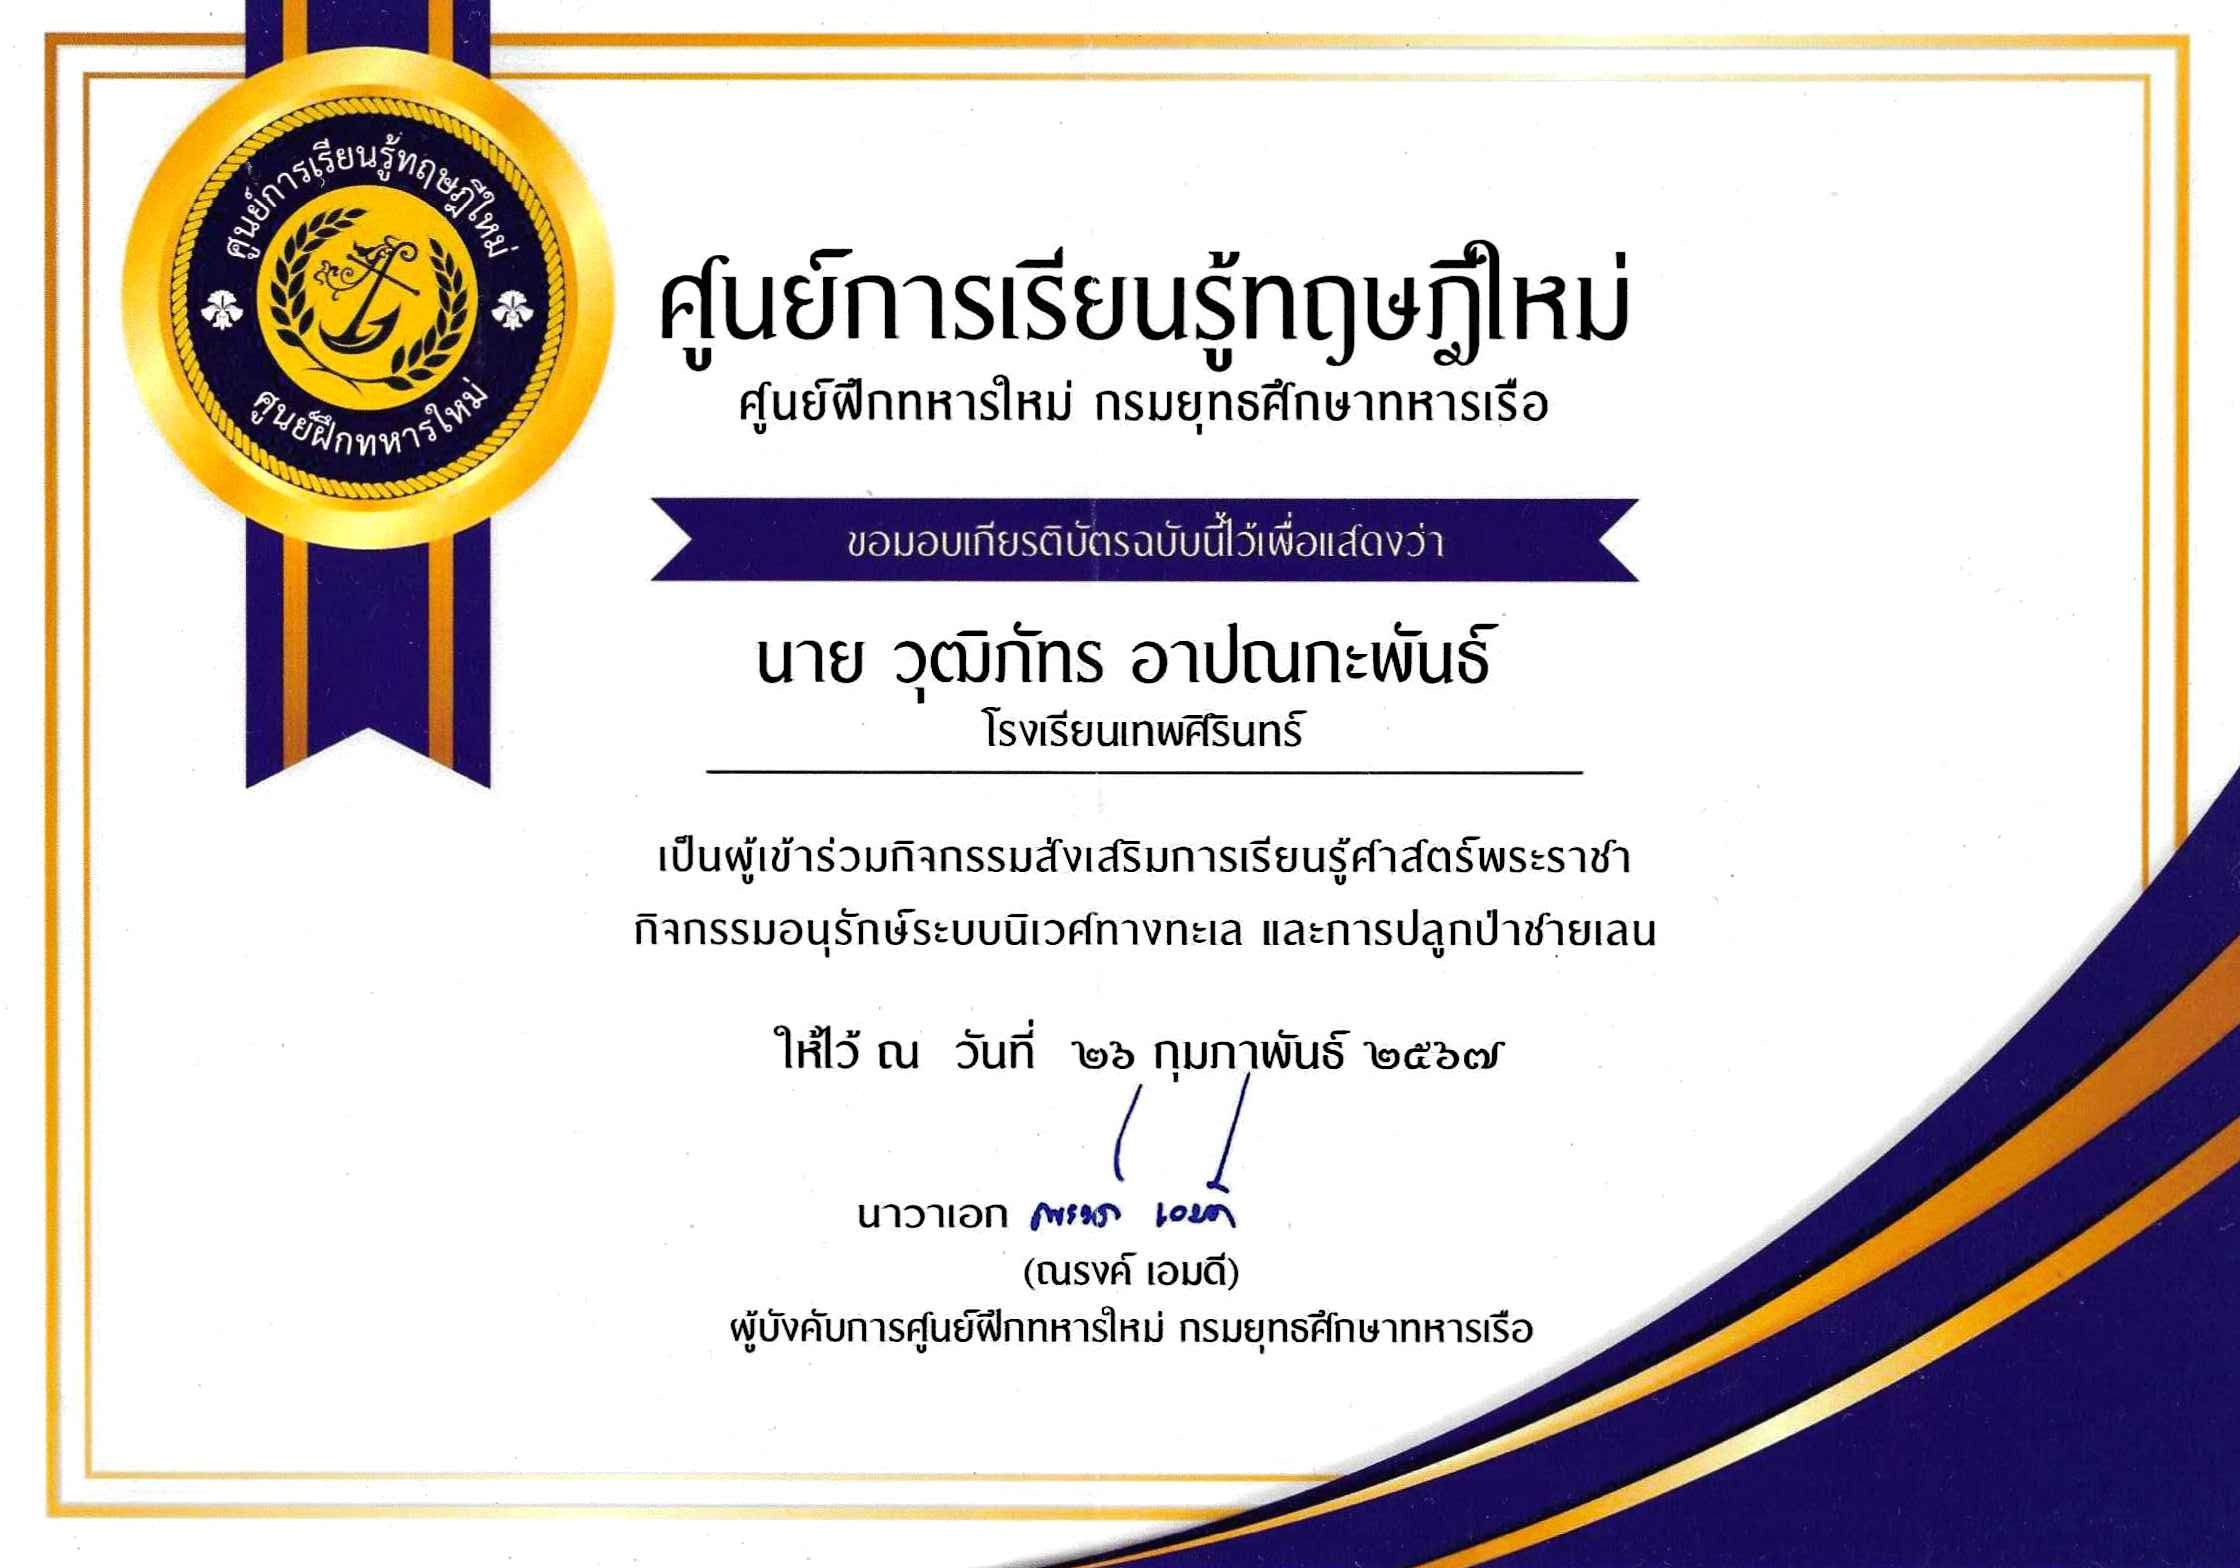 ศูนย์การเรียนรู้ทฤษฎีใหม่
ศูนย์ฝึกทหารใหม่
ศูนย์การเรียนรู้ทฤษฎีใหม่
ศูนย์ฝึกทหารใหม่ กรมยุทธศึกษาทหารเรือ
ขอมอบเกียรติบัตรฉบับนี้ไว้เพื่อแสดงว่า
นาย วุฒิภัทร อาปณกะพันธ์
โรงเรียนเทพศิรินทร์
เป็นผู้เข้าร่วมกิจกรรมส่งเสริมการเรียนรู้ศาสตร์พระราชา
กิจกรรมอนุรักษ์ระบบนิเวศทางทะเล และการปลูกป่าชายเลน
ให้ไว้ ณ วันที่ ๒๖ กุมภาพันธ์ ๒๕๖๗
นาวาเอก
(ณรงค์ เอมดี)
ผู้บังคับการศูนย์ฝึกทหารใหม่ กรมยุทธศึกษาทหารเรือ